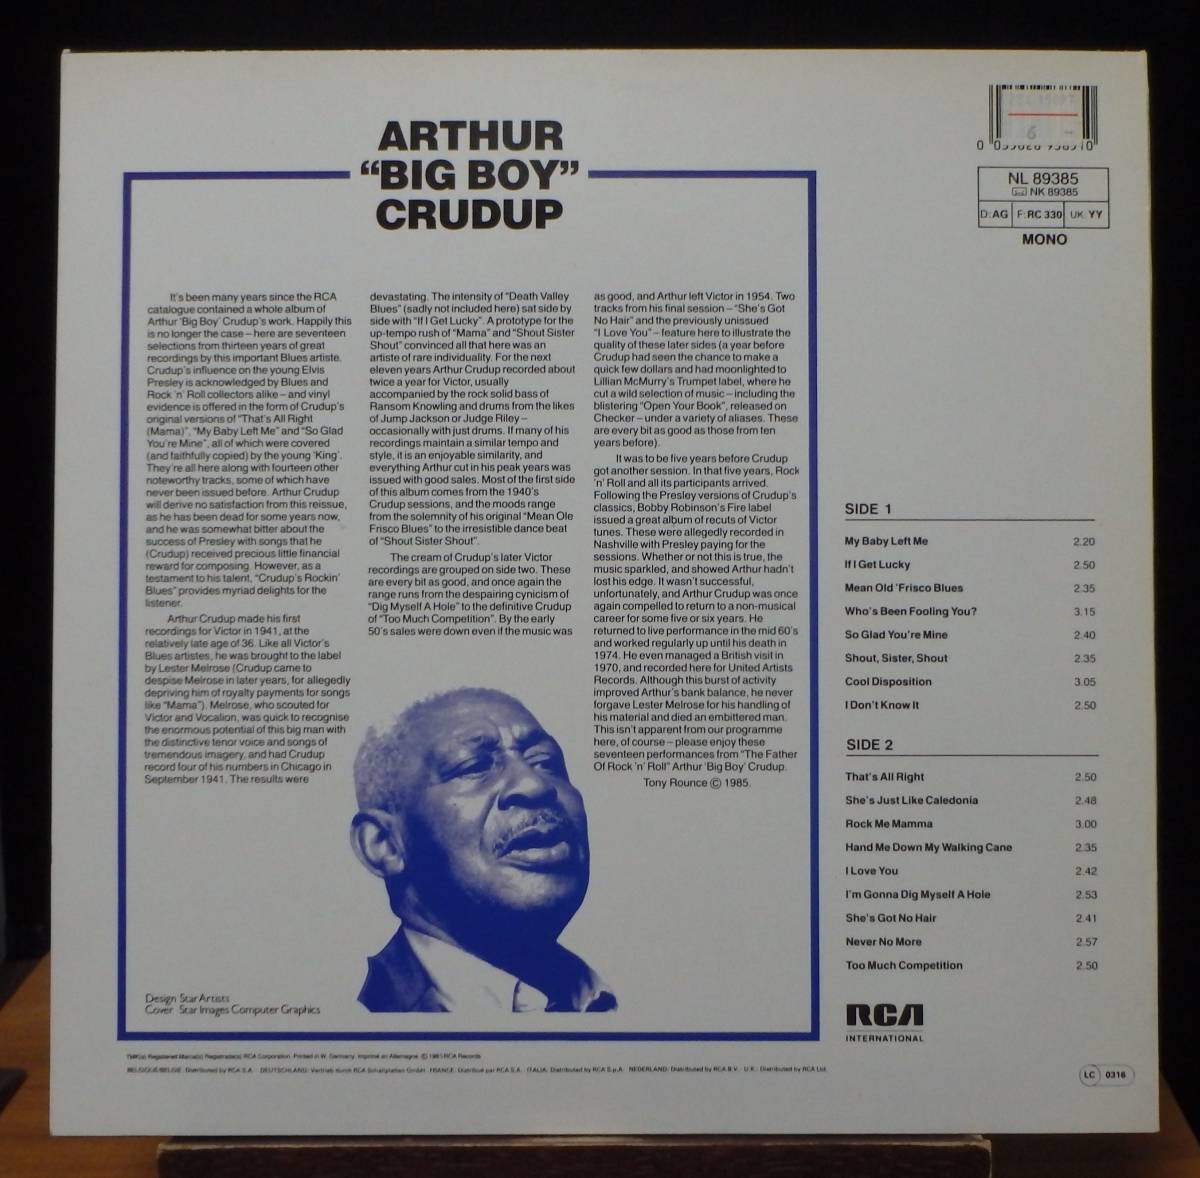 ARTHUR
“BIG BOY”
CRUDUP
NL 89385
NK 89385
D:AG F:RC 330 UK:YY
MONO
It's been many years since the RCA
catalogue contained a whole album of
Arthur 'Big Boy' Crudup's work. Happily this
is no longer the case – here are seventeen
selections from thirteen years of great
recordings by this important Blues artiste.
Crudup's influence on the young Elvis
Presley is acknowledged by Blues and
Rock 'n' Roll collectors alike – and vinyl
evidence is offered in the form of Crudup's
original versions of “That's All Right
(Mama)”, “My Baby Left Me” and “So Glad
You're Mine”, all of which were covered
(and faithfully copied) by the young 'King'.
They're all here along with fourteen other
noteworthy tracks, some of which have
never been issued before. Arthur Crudup
will derive no satisfaction from this reissue,
as he has been dead for some years now,
and he was somewhat bitter about the
success of Presley with songs that he
(Crudup) received precious little financial
reward for composing. However, as a
testament to his talent, “Crudup's Rockin'
Blues” provides myriad delights for the
listener.
Arthur Crudup made his first
recordings for Victor in 1941, at the
relatively late age of 36. Like all Victor's
Blues artistes, he was brought to the label
by Lester Melrose (Crudup came to
despise Melrose in later years, for allegedly
depriving him of royalty payments for songs
like “Mama”). Melrose, who scouted for
Victor and Vocalion, was quick to recognise
the enormous potential of this big man with
the distinctive tenor voice and songs of
tremendous imagery, and had Crudup
record four of his numbers in Chicago in
September 1941. The results were
devastating. The intensity of “Death Valley
Blues” (sadly not included here) sat side by
side with “If I Get Lucky”. A prototype for the
up-tempo rush of “Mama” and “Shout Sister
Shout” convinced all that here was an
artiste of rare individuality. For the next
eleven years Arthur Crudup recorded about
twice a year for Victor, usually
accompanied by the rock solid bass of
Ransom Knowling and drums from the likes
of Jump Jackson or Judge Riley –
occasionally with just drums. If many of his
recordings maintain a similar tempo and
style, it is an enjoyable similarity, and
everything Arthur cut in his peak years was
issued with good sales. Most of the first side
of this album comes from the 1940's
Crudup sessions, and the moods range
from the solemnity of his original “Mean Ole
Frisco Blues” to the irresistible dance beat
of “Shout Sister Shout”.
The cream of Crudup's later Victor
recordings are grouped on side two. These
are every bit as good, and once again the
range runs from the despairing cynicism of
“Dig Myself A Hole” to the definitive Crudup
of “Too Much Competition”. By the early
50's sales were down even if the music was
as good, and Arthur left Victor in 1954. Two
tracks from his final session – “She's Got
No Hair” and the previously unissued
“I Love You” – feature here to illustrate the
quality of these later sides (a year before
Crudup had seen the chance to make a
quick few dollars and had moonlighted to
Lillian McMurry's Trumpet label, where he
cut a wild selection of music – including the
blistering “Open Your Book”, released on
Checker – under a variety of aliases. These
are every bit as good as those from ten
years before).
It was to be five years before Crudup
got another session. In that five years, Rock
'n' Roll and all its participants arrived.
Following the Presley versions of Crudup's
classics, Bobby Robinson's Fire label
issued a great album of recuts of Victor
tunes. These were allegedly recorded in
Nashville with Presley paying for the
sessions. Whether or not this is true, the
music sparkled, and showed Arthur hadn't
lost his edge. It wasn't successful,
unfortunately, and Arthur Crudup was once
again compelled to return to a non-musical
career for some five or six years. He
returned to live performance in the mid 60's
and worked regularly up until his death in
1974. He even managed a British visit in
1970, and recorded here for United Artists
Records. Although this burst of activity
improved Arthur's bank balance, he never
forgave Lester Melrose for his handling of
his material and died an embittered man.
This isn't apparent from our programme
here, of course – please enjoy these
seventeen performances from “The Father
Of Rock 'n' Roll” Arthur 'Big Boy' Crudup.
Tony Rounce © 1985.
SIDE 1
My Baby Left Me 2.20
If I Get Lucky 2.50
Mean Old 'Frisco Blues 2.35
Who's Been Fooling You? 3.15
So Glad You're Mine 2.40
Shout, Sister, Shout 2.35
Cool Disposition 3.05
I Don't Know It 2.50
SIDE 2
That's All Right 2.50
She's Just Like Caledonia 2.48
Rock Me Mamma 3.00
Hand Me Down My Walking Cane 2.35
I Love You 2.42
I'm Gonna Dig Myself A Hole 2.53
She's Got No Hair 2.41
Never No More 2.57
Too Much Competition 2.50
Design Star Artists
Cover Star Images Computer Graphics
RCA
INTERNATIONAL
TMK(s) Registered Marca(s) Registrada(s) RCA Corporation. Printed in W. Germany. Imprimé en Allemagne. © 1985 RCA Records
BELGIQUE/BELGIE: Distributed by RCA S.A. DEUTSCHLAND: Vertrieb durch RCA Schallplatten GmbH. FRANCE: Distribué par RCA S.A. ITALIA: Distributed by RCA S.p.A. NEDERLAND: Distributed by RCA B.V. U.K.: Distributed by RCA Ltd.
LC 0316